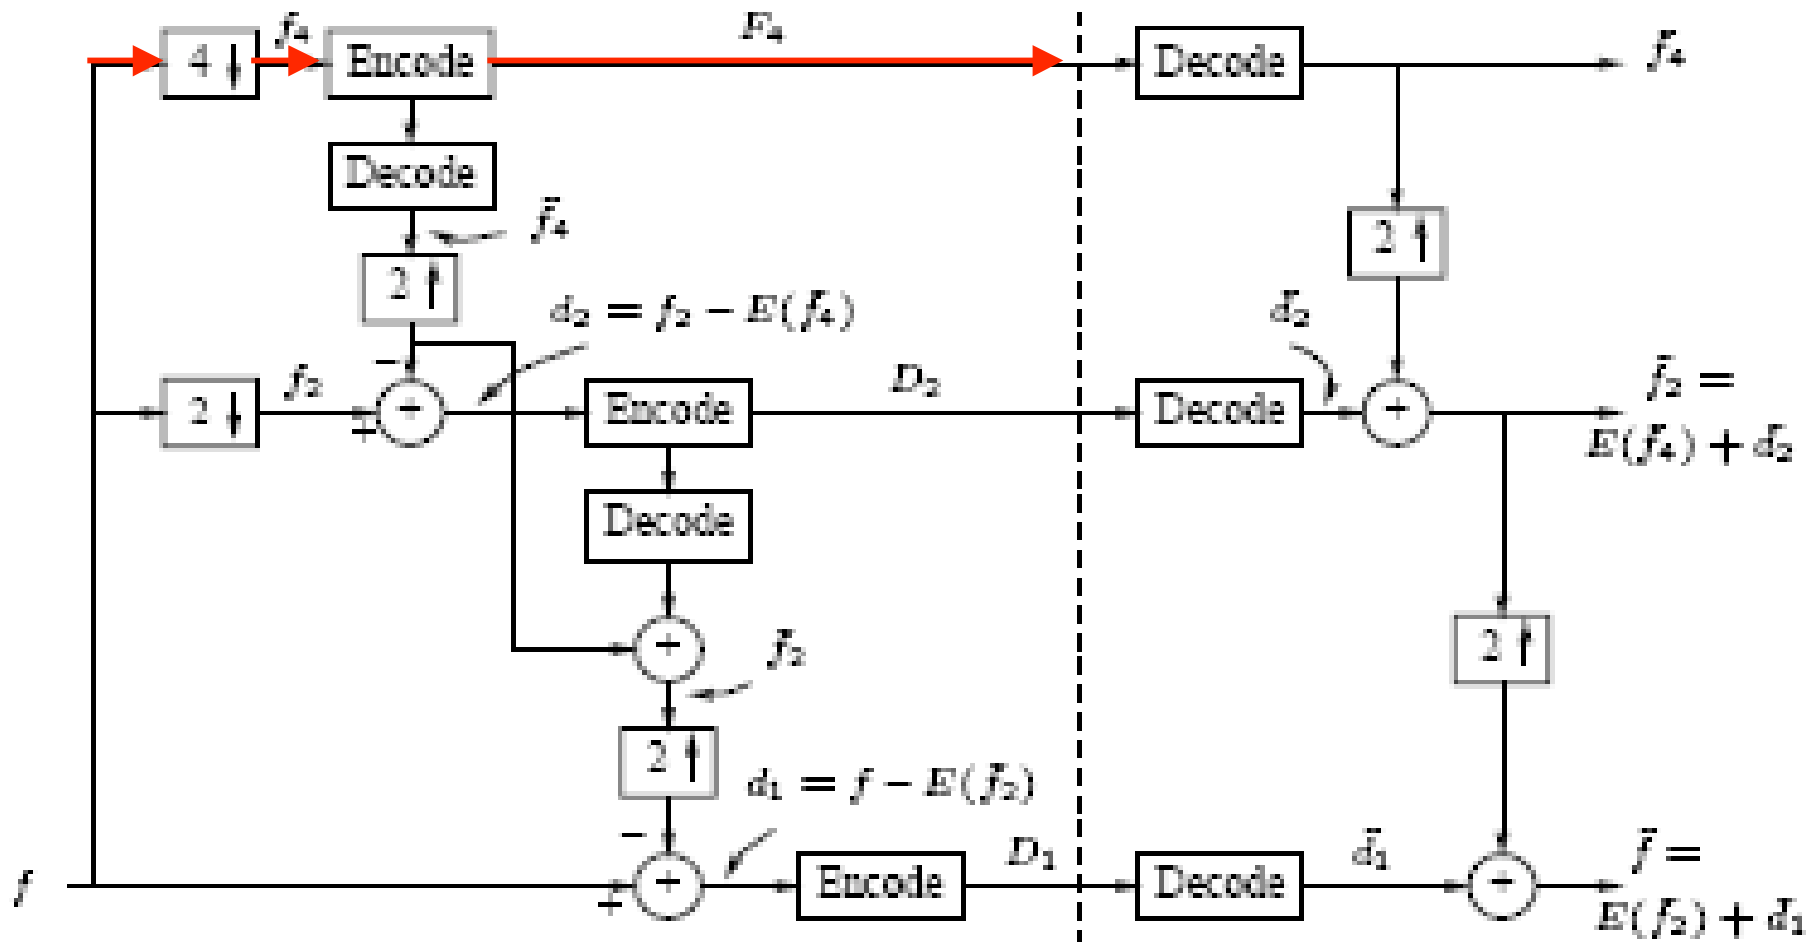 f₄ F₄
4 ↓ Encode Decode f̃₄
Decode
f̃₄
2 ↑ 2 ↑
d₂ = f₂ − E(f̃₄) d̃₂
−
2 ↓ f₂ + + Encode D₂ Decode + f̃₂ =
E(f̃₄) + d̃₂
Decode
+ f̃₂ 2 ↑
2 ↑ d₁ = f − E(f̃₂)
−
f + + Encode D₁ Decode d̃₁ + f̃ =
E(f̃₂) + d̃₁